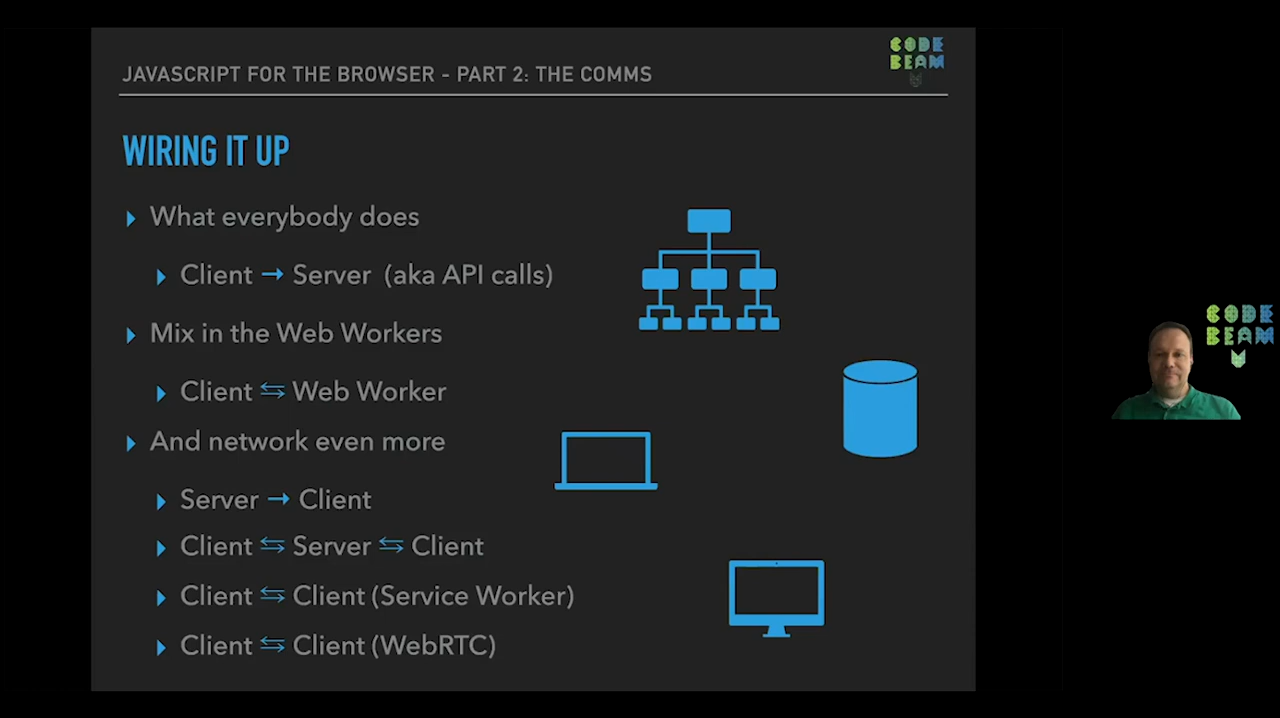 JAVASCRIPT FOR THE BROWSER - PART 2: THE COMMS
CODE
BEAM
WIRING IT UP
What everybody does
Client → Server (aka API calls)
Mix in the Web Workers
Client ⇆ Web Worker
And network even more
Server → Client
Client ⇆ Server ⇆ Client
Client ⇆ Client (Service Worker)
Client ⇆ Client (WebRTC)
CODE
BEAM